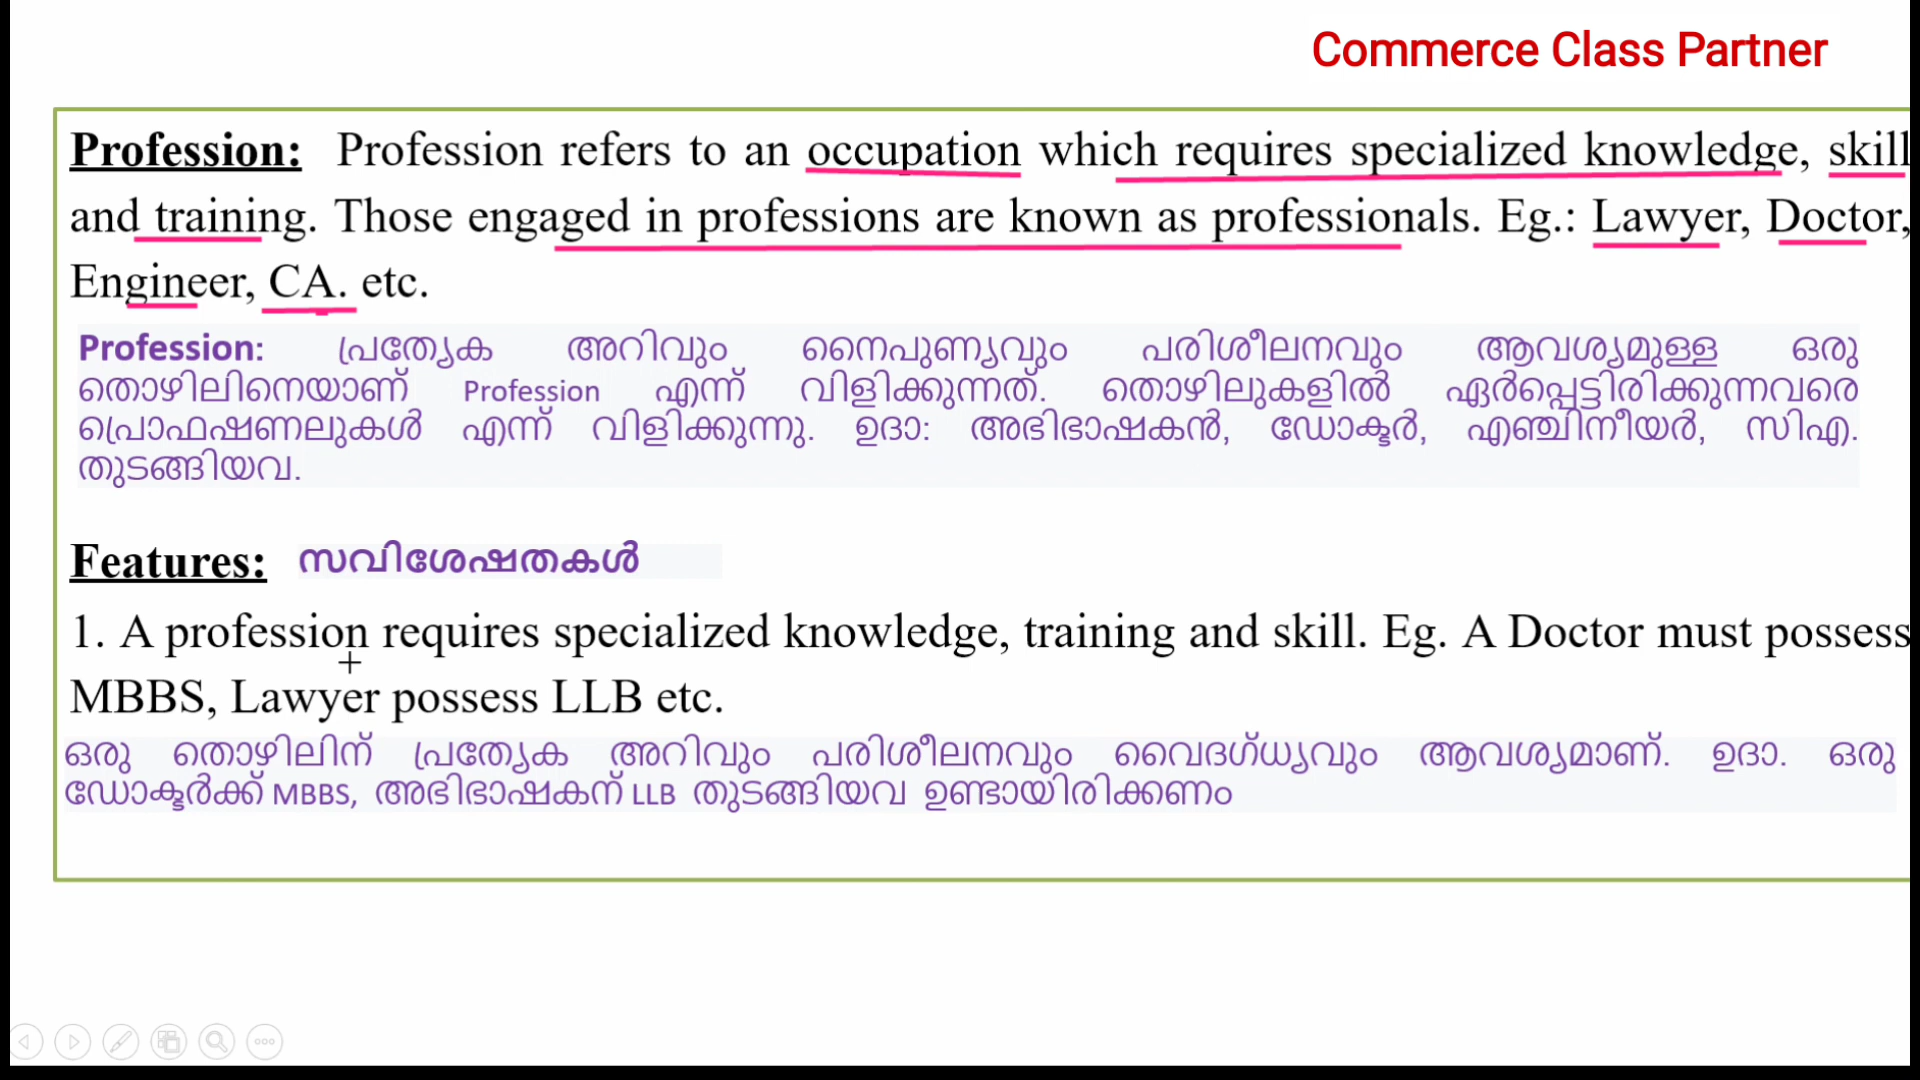 Commerce Class Partner
Profession: Profession refers to an occupation which requires specialized knowledge, skill
and training. Those engaged in professions are known as professionals. Eg.: Lawyer, Doctor,
Engineer, CA. etc.
Profession: പ്രത്യേക അറിവും നൈപുണ്യവും പരിശീലനവും ആവശ്യമുള്ള ഒരു
തൊഴിലിനെയാണ് Profession എന്ന് വിളിക്കുന്നത്. തൊഴിലുകളിൽ ഏർപ്പെട്ടിരിക്കുന്നവരെ
പ്രൊഫഷണലുകൾ എന്ന് വിളിക്കുന്നു. ഉദാ: അഭിഭാഷകൻ, ഡോക്ടർ, എഞ്ചിനീയർ, സിഎ.
തുടങ്ങിയവ.
Features: സവിശേഷതകൾ
1. A profession requires specialized knowledge, training and skill. Eg. A Doctor must possess
MBBS, Lawyer possess LLB etc.
ഒരു തൊഴിലിന് പ്രത്യേക അറിവും പരിശീലനവും വൈദഗ്ധ്യവും ആവശ്യമാണ്. ഉദാ. ഒരു
ഡോക്ടർക്ക് MBBS, അഭിഭാഷകന് LLB തുടങ്ങിയവ ഉണ്ടായിരിക്കണം